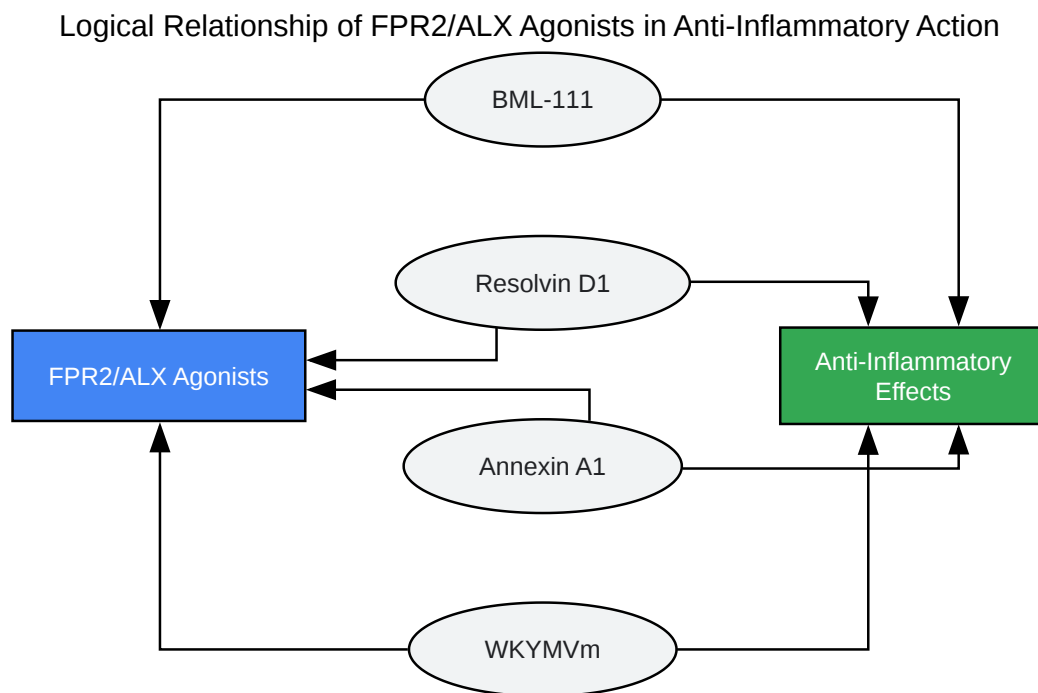 Logical Relationship of FPR2/ALX Agonists in Anti-Inflammatory Action
BML-111
Resolvin D1
FPR2/ALX Agonists
Anti-Inflammatory
Effects
Annexin A1
WKYMVm